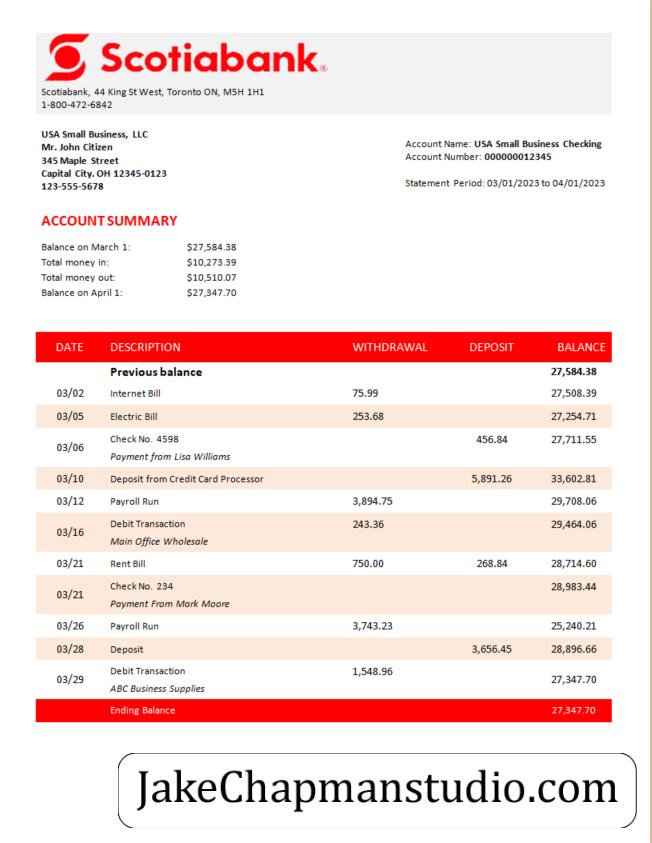 Scotiabank®
Scotiabank, 44 King St West, Toronto ON, M5H 1H1
1-800-472-6842
USA Small Business, LLC
Mr. John Citizen
345 Maple Street
Capital City. OH 12345-0123
123-555-5678
Account Name: USA Small Business Checking
Account Number: 000000012345
Statement Period: 03/01/2023 to 04/01/2023
ACCOUNT SUMMARY
Balance on March 1: $27,584.38
Total money in: $10,273.39
Total money out: $10,510.07
Balance on April 1: $27,347.70
DATE DESCRIPTION WITHDRAWAL DEPOSIT BALANCE
Previous balance 27,584.38
03/02 Internet Bill 75.99 27,508.39
03/05 Electric Bill 253.68 27,254.71
03/06 Check No. 4598 456.84 27,711.55
Payment from Lisa Williams
03/10 Deposit from Credit Card Processor 5,891.26 33,602.81
03/12 Payroll Run 3,894.75 29,708.06
03/16 Debit Transaction 243.36 29,464.06
Main Office Wholesale
03/21 Rent Bill 750.00 268.84 28,714.60
03/21 Check No. 234 28,983.44
Payment From Mark Moore
03/26 Payroll Run 3,743.23 25,240.21
03/28 Deposit 3,656.45 28,896.66
03/29 Debit Transaction 1,548.96 27,347.70
ABC Business Supplies
Ending Balance 27,347.70
JakeChapmanstudio.com